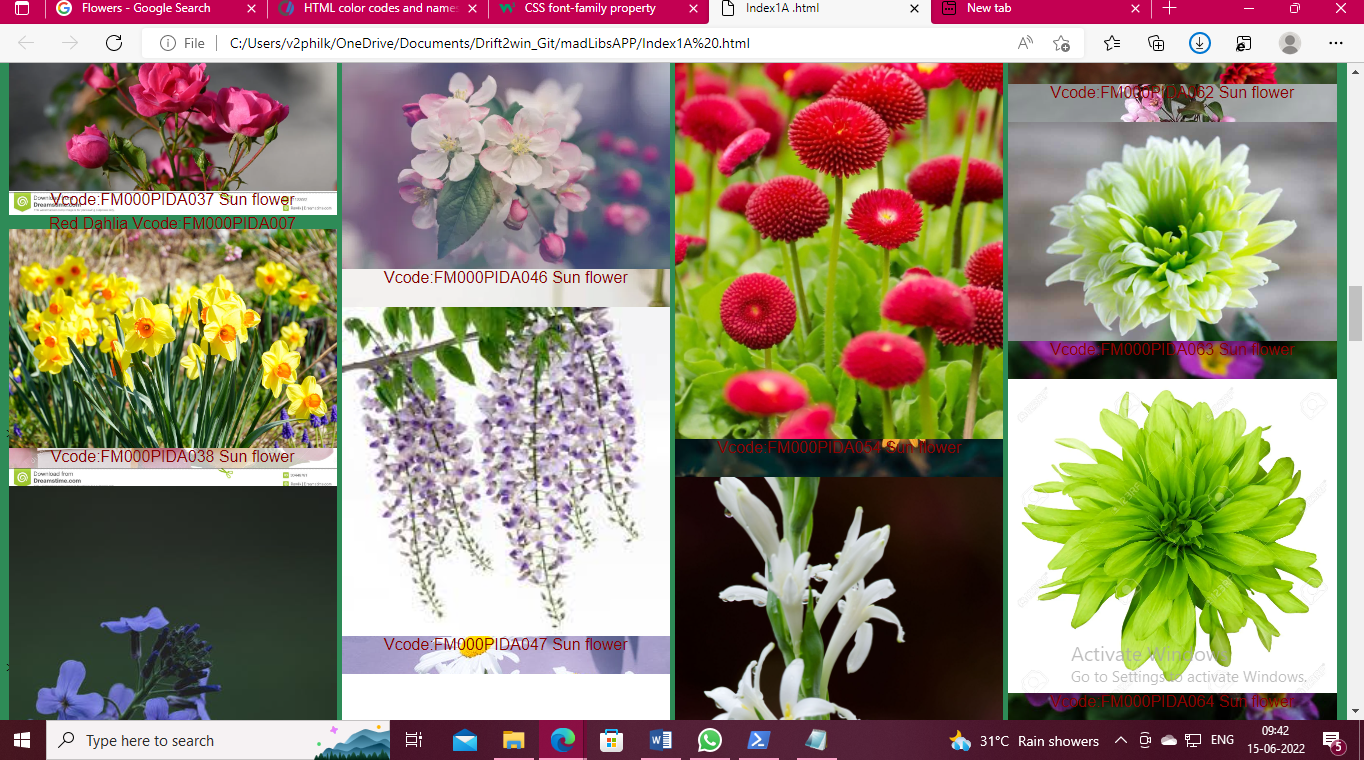 Flowers - Google Search
HTML color codes and names
CSS font-family property
Index1A .html
New tab
File
C:/Users/v2philk/OneDrive/Documents/Drift2win_Git/madLibsAPP/Index1A%20.html
Vcode:FM000PIDA037 Sun flower
Dreamstime.com
Red Dahlia Vcode:FM000PIDA007
Vcode:FM000PIDA038 Sun flower
Download from
Dreamstime.com
Vcode:FM000PIDA046 Sun flower
Vcode:FM000PIDA047 Sun flower
Vcode:FM000PIDA054 Sun flower
Vcode:FM000PIDA062 Sun flower
Vcode:FM000PIDA063 Sun flower
Activate Windows
Go to Settings to activate Windows.
Vcode:FM000PIDA064 Sun flower
Type here to search
31°C Rain showers
ENG
09:42
15-06-2022
5